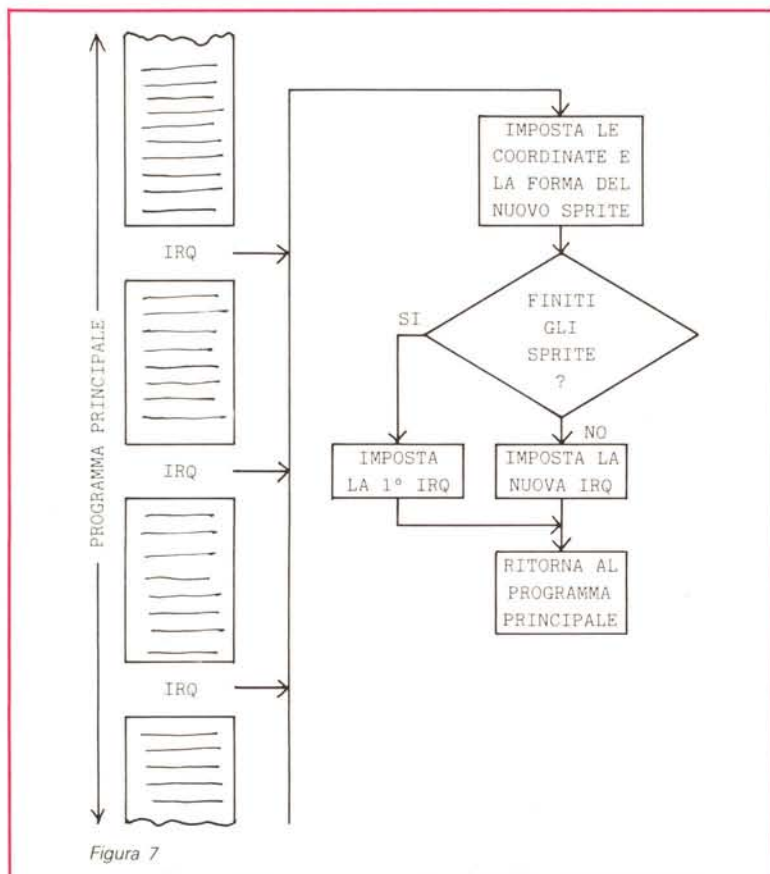 PROGRAMMA PRINCIPALE
IRQ
IRQ
IRQ
IMPOSTA LE
COORDINATE E
LA FORMA DEL
NUOVO SPRITE
FINITI
GLI
SPRITE
?
SI
NO
IMPOSTA
LA 1° IRQ
IMPOSTA LA
NUOVA IRQ
RITORNA AL
PROGRAMMA
PRINCIPALE
Figura 7